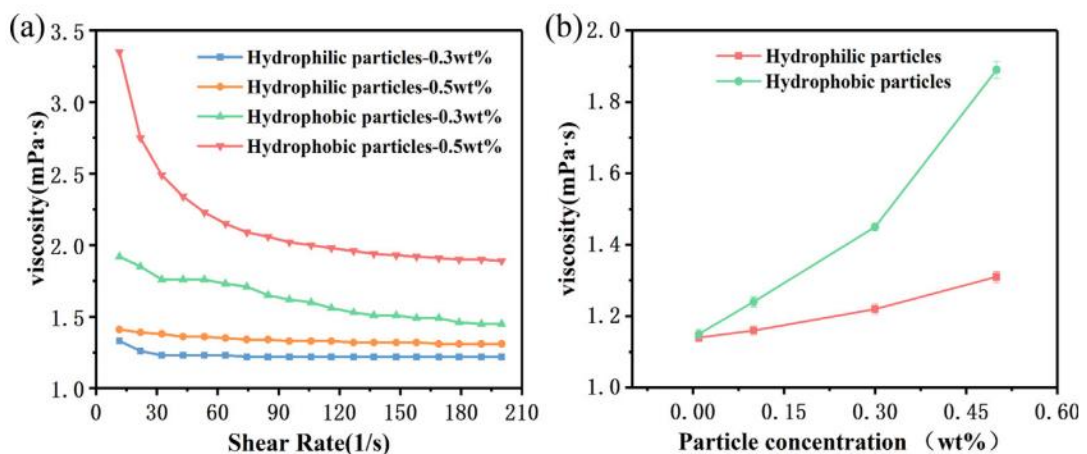 (a)
3.5
3.0
2.5
2.0
1.5
1.0
viscosity(mPa·s)
Hydrophilic particles-0.3wt%
Hydrophilic particles-0.5wt%
Hydrophobic particles-0.3wt%
Hydrophobic particles-0.5wt%
0 30 60 90 120 150 180 210
Shear Rate(1/s)
(b)
2.0
1.8
1.6
1.4
1.2
1.0
viscosity(mPa·s)
Hydrophilic particles
Hydrophobic particles
0.00 0.15 0.30 0.45 0.60
Particle concentration （wt%）